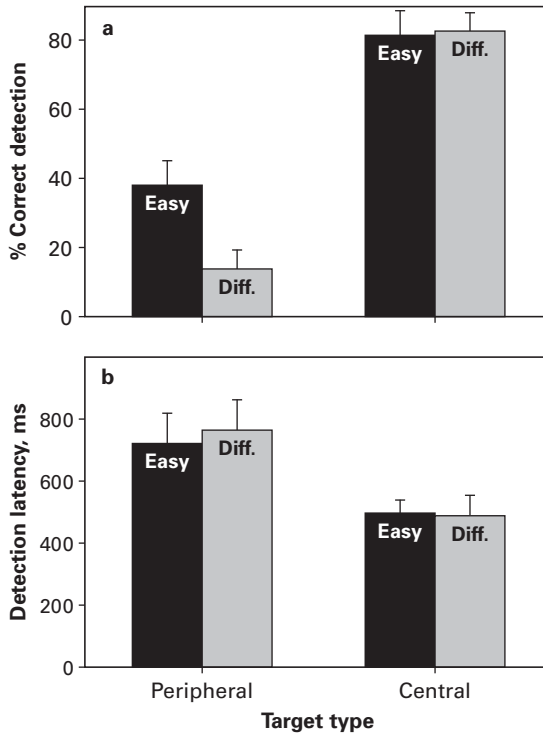 a
% Correct detection
80
60
40
20
0
Easy
Diff.
Easy
Diff.
b
Detection latency, ms
800
600
400
200
0
Easy
Diff.
Easy
Diff.
Peripheral
Central
Target type